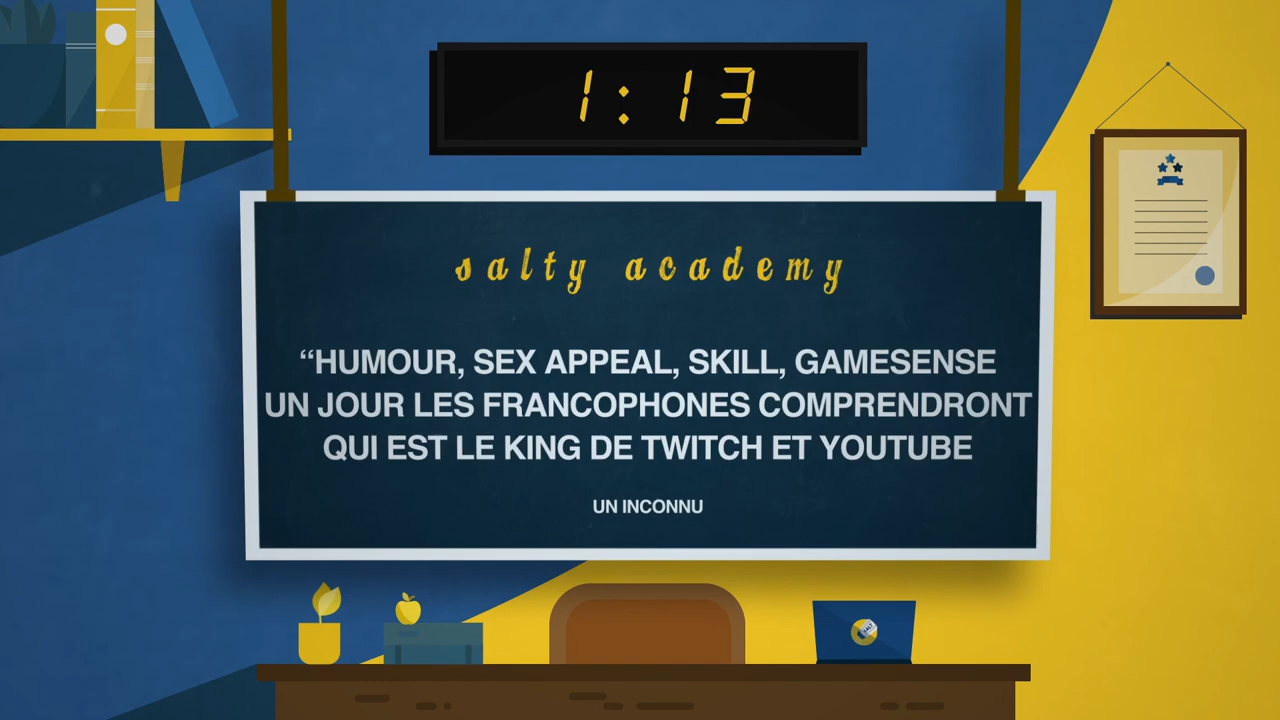 1:13
salty academy
“HUMOUR, SEX APPEAL, SKILL, GAMESENSE
UN JOUR LES FRANCOPHONES COMPRENDRONT
QUI EST LE KING DE TWITCH ET YOUTUBE
UN INCONNU
SALT